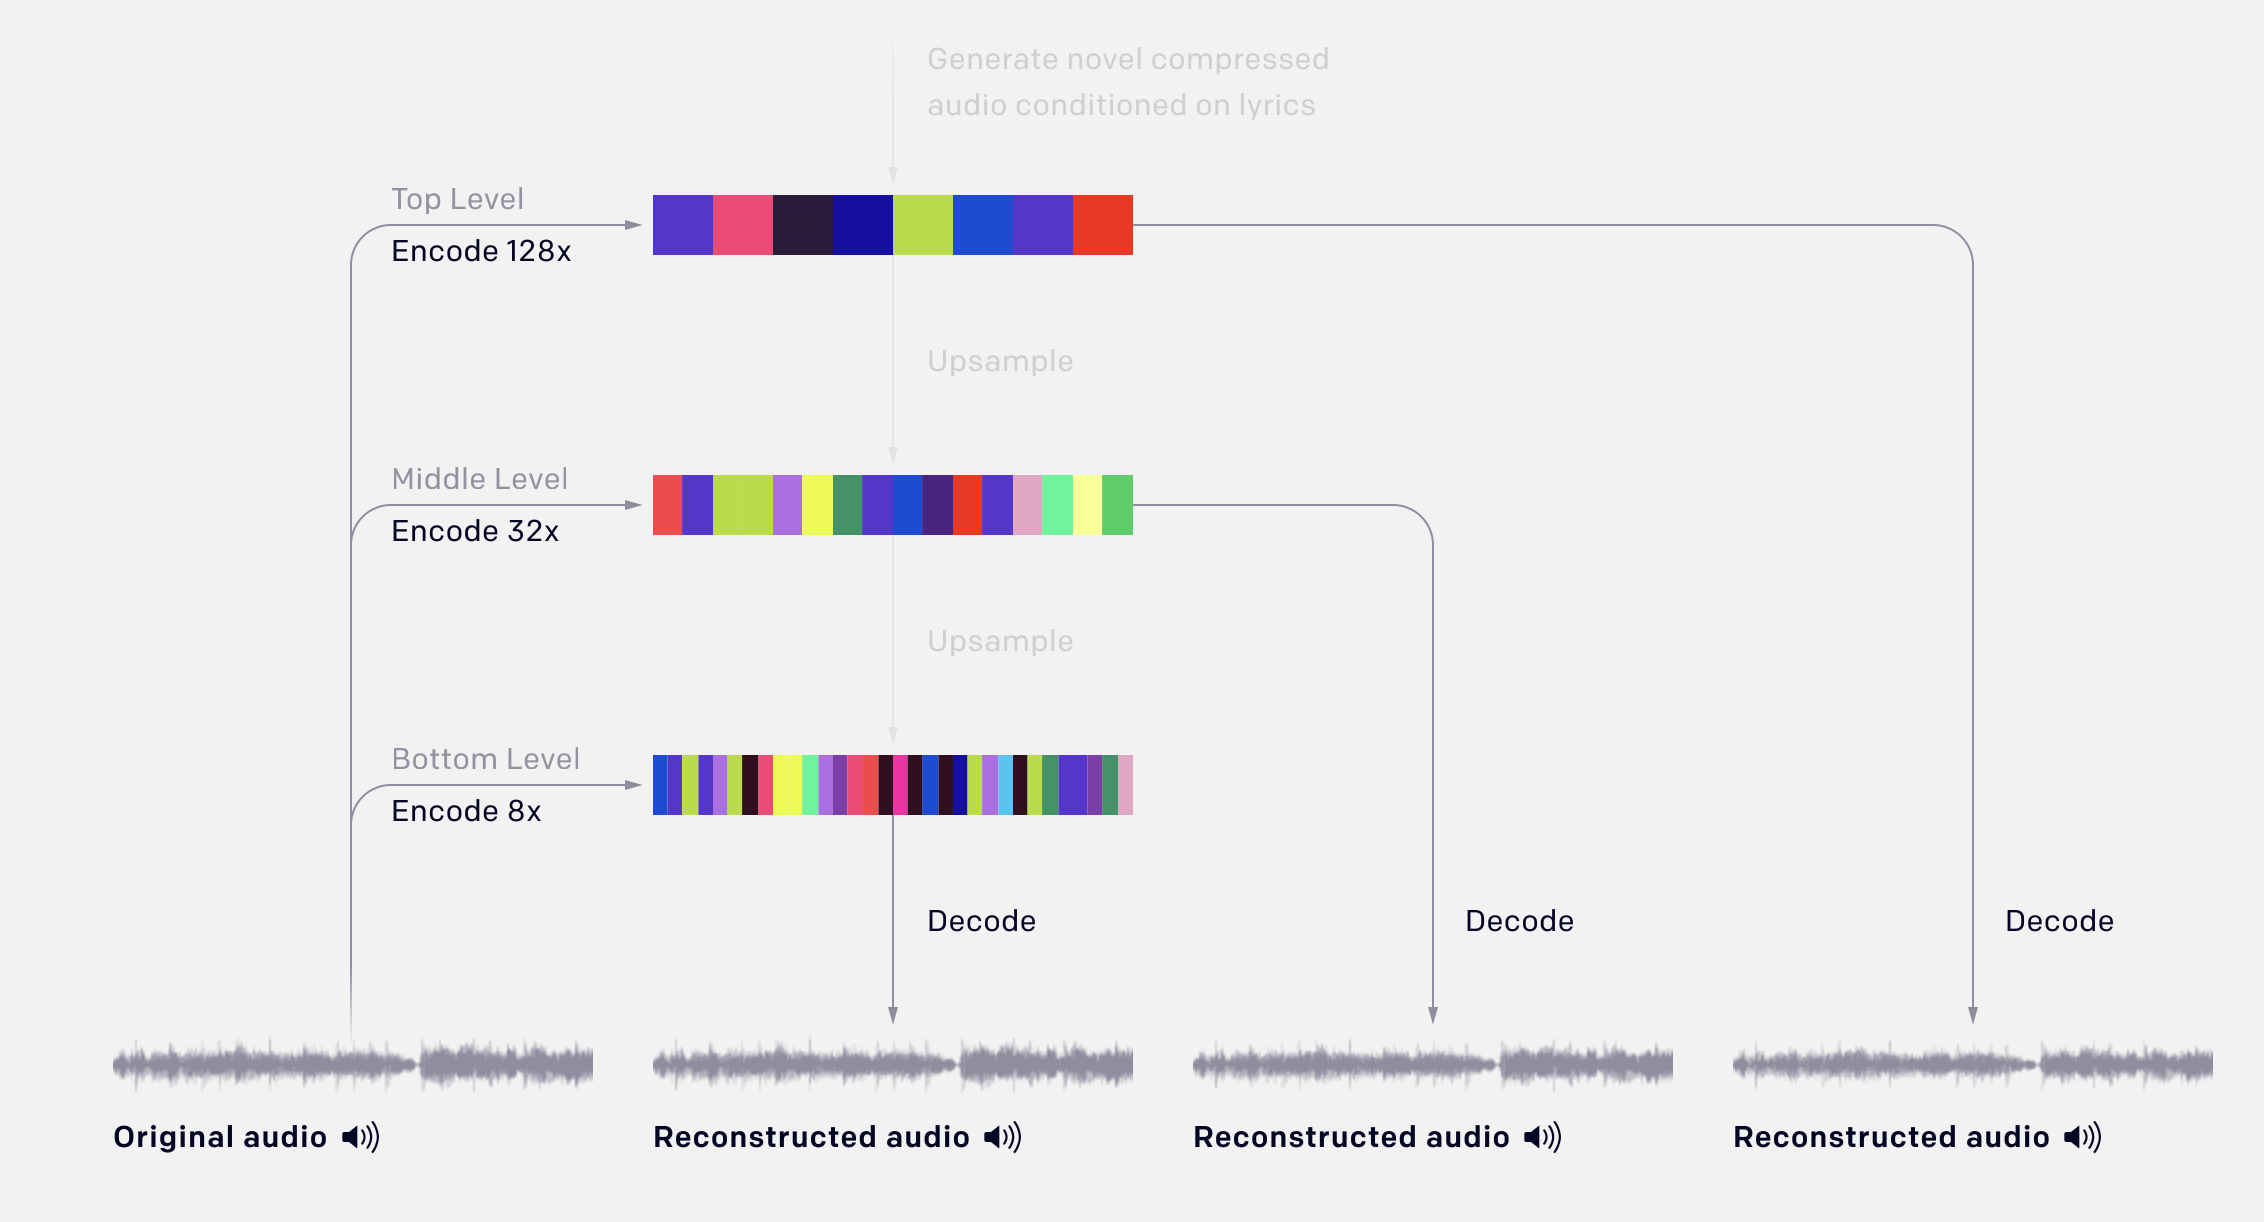 Generate novel compressed
audio conditioned on lyrics
Top Level
Encode 128x
Upsample
Middle Level
Encode 32x
Upsample
Bottom Level
Encode 8x
Decode
Decode
Decode
Original audio
Reconstructed audio
Reconstructed audio
Reconstructed audio